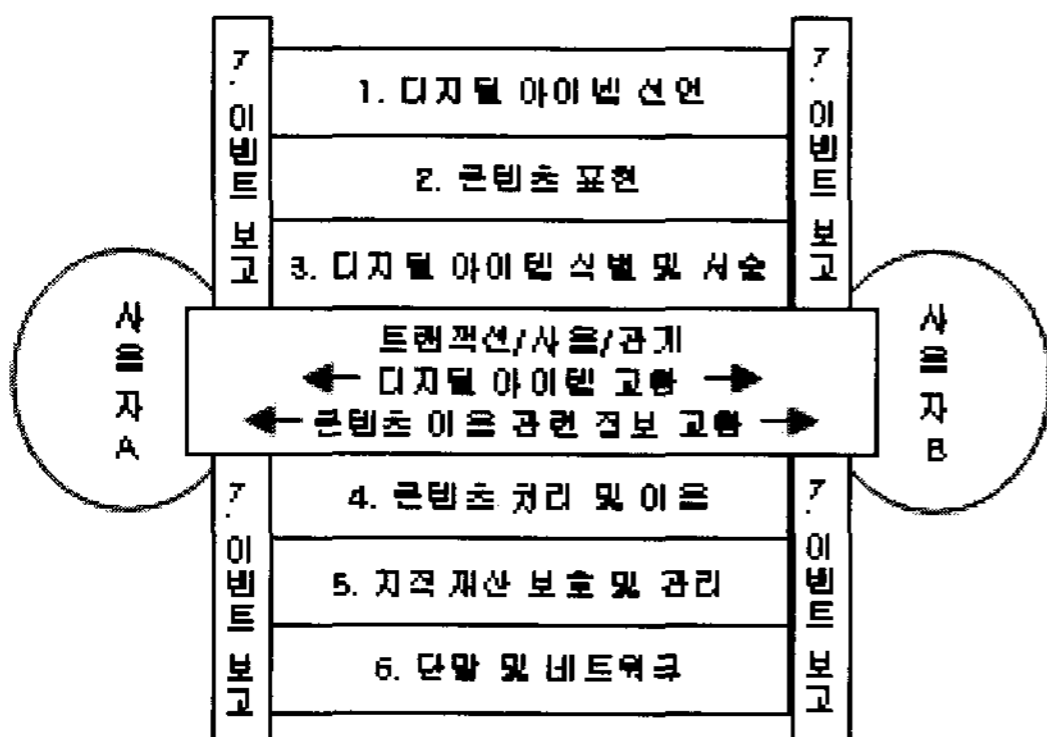 7. 이벤트 보고
1. 디지털 아이템 선언
7. 이벤트 보고
2. 콘텐츠 표현
3. 디지털 아이템 식별 및 서술
사용자A
트랜잭션/사용/관계
디지털 아이템 교환
콘텐츠 이용 관련 정보 교환
사용자B
7. 이벤트 보고
4. 콘텐츠 처리 및 이용
7. 이벤트 보고
5. 지적 재산 보호 및 관리
6. 단말 및 네트워크